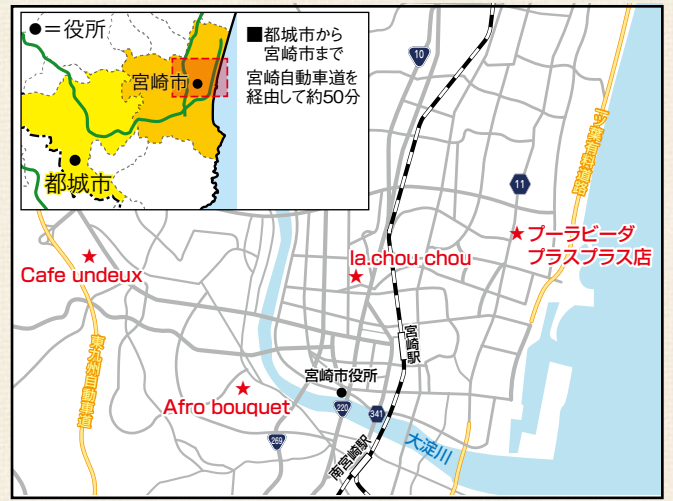 ●＝役所
宮崎市
都城市
■都城市から
宮崎市まで
宮崎自動車道を
経由して約50分
10
一ツ葉有料道路
11
プーラビーダ
プラスプラス店
la.chou chou
Cafe undeux
宮崎駅
宮崎市役所
Afro bouquet
220
341
269
東九州自動車道
大淀川
南宮崎駅